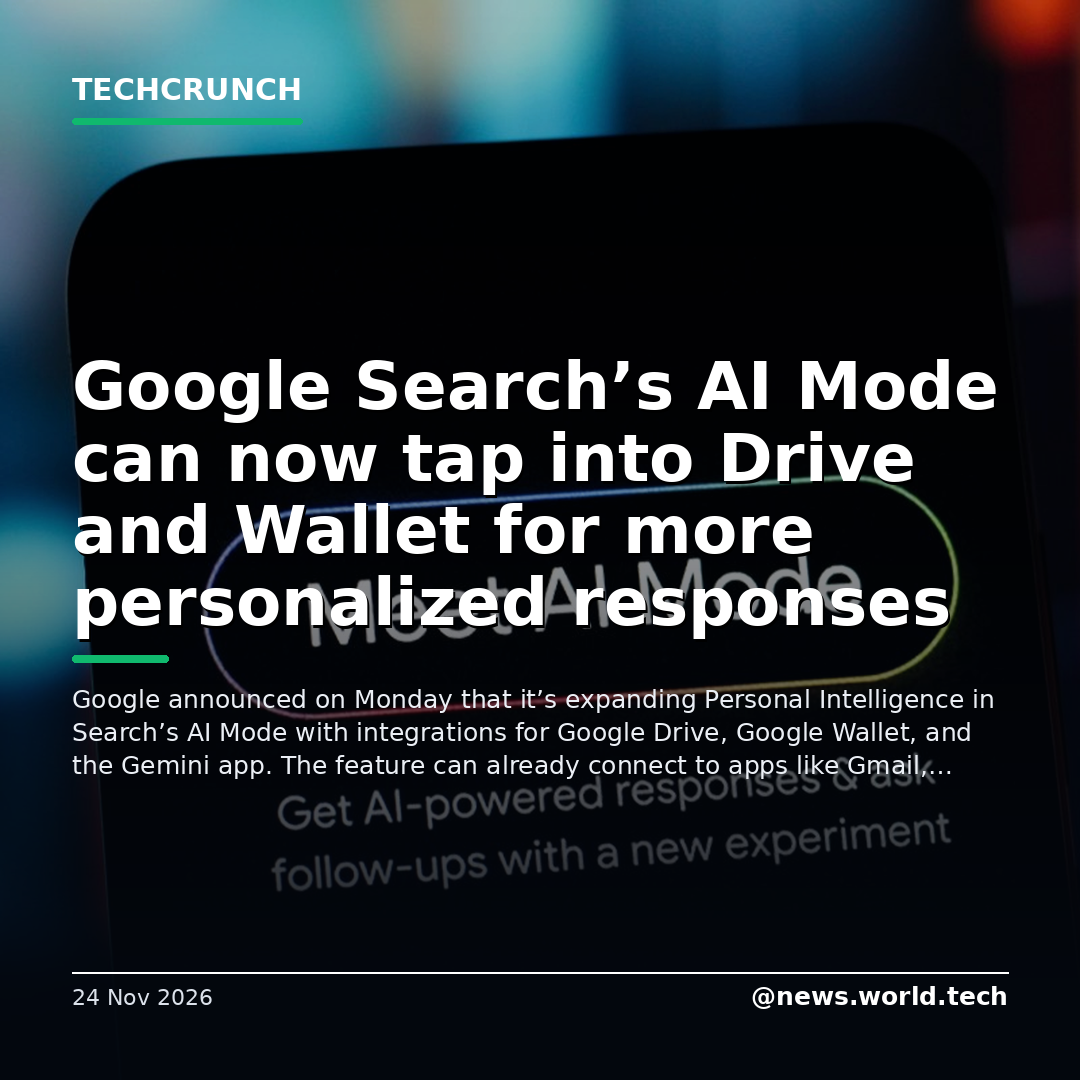 TECHCRUNCH
Google Search’s AI Mode
can now tap into Drive
and Wallet for more
personalized responses
Meet AI Mode
Google announced on Monday that it’s expanding Personal Intelligence in
Search’s AI Mode with integrations for Google Drive, Google Wallet, and
the Gemini app. The feature can already connect to apps like Gmail,...
Get AI-powered responses & ask
follow-ups with a new experiment
24 Nov 2026
@news.world.tech